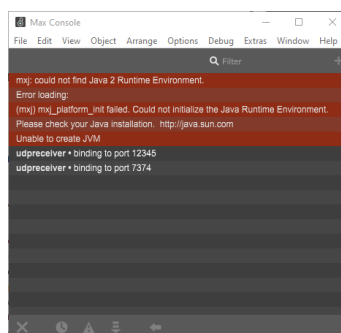 Max Console
File Edit View Object Arrange Options Debug Extras Window Help
Filter
mxj: could not find Java 2 Runtime Environment.
Error loading:
(mxj) mxj_platform_init failed. Could not initialize the Java Runtime Environment.
Please check your Java installation. http://java.sun.com
Unable to create JVM
udpreceiver • binding to port 12345
udpreceiver • binding to port 7374